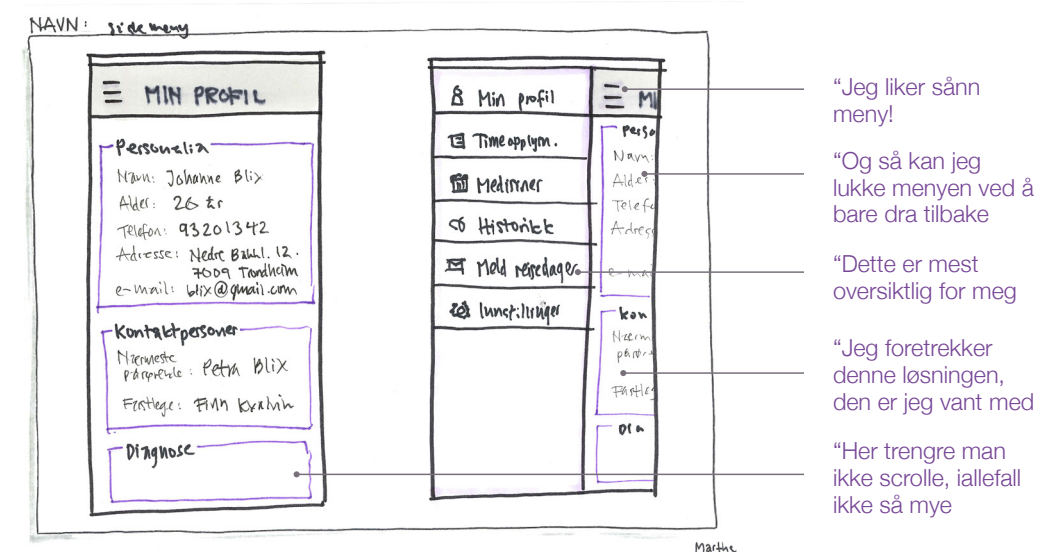 NAVN: sidemeny
MIN PROFIL
Personalia
Navn: Johanne Blix
Alder: 26 år
Telefon: 93201342
Adresse: Nedre Bakkl. 12.
7009 Trondheim
e-mail: blix@gmail.com
Kontaktpersoner
Nærmeste
pårørende: Petra Blix
Fastlege: Finn Kvalvin
Diagnose
Min profil
Timeopplysn.
Medisiner
Historikk
Meld reisedager
Innstillinger
MI
Perso
Navn:
Alder:
Telefo
Adress
e-mai
Kon
Nærm
påror
Fastleg
Dia
Marthe
“Jeg liker sånn
meny!
“Og så kan jeg
lukke menyen ved å
bare dra tilbake
“Dette er mest
oversiktlig for meg
“Jeg foretrekker
denne løsningen,
den er jeg vant med
“Her trengre man
ikke scrolle, iallefall
ikke så mye